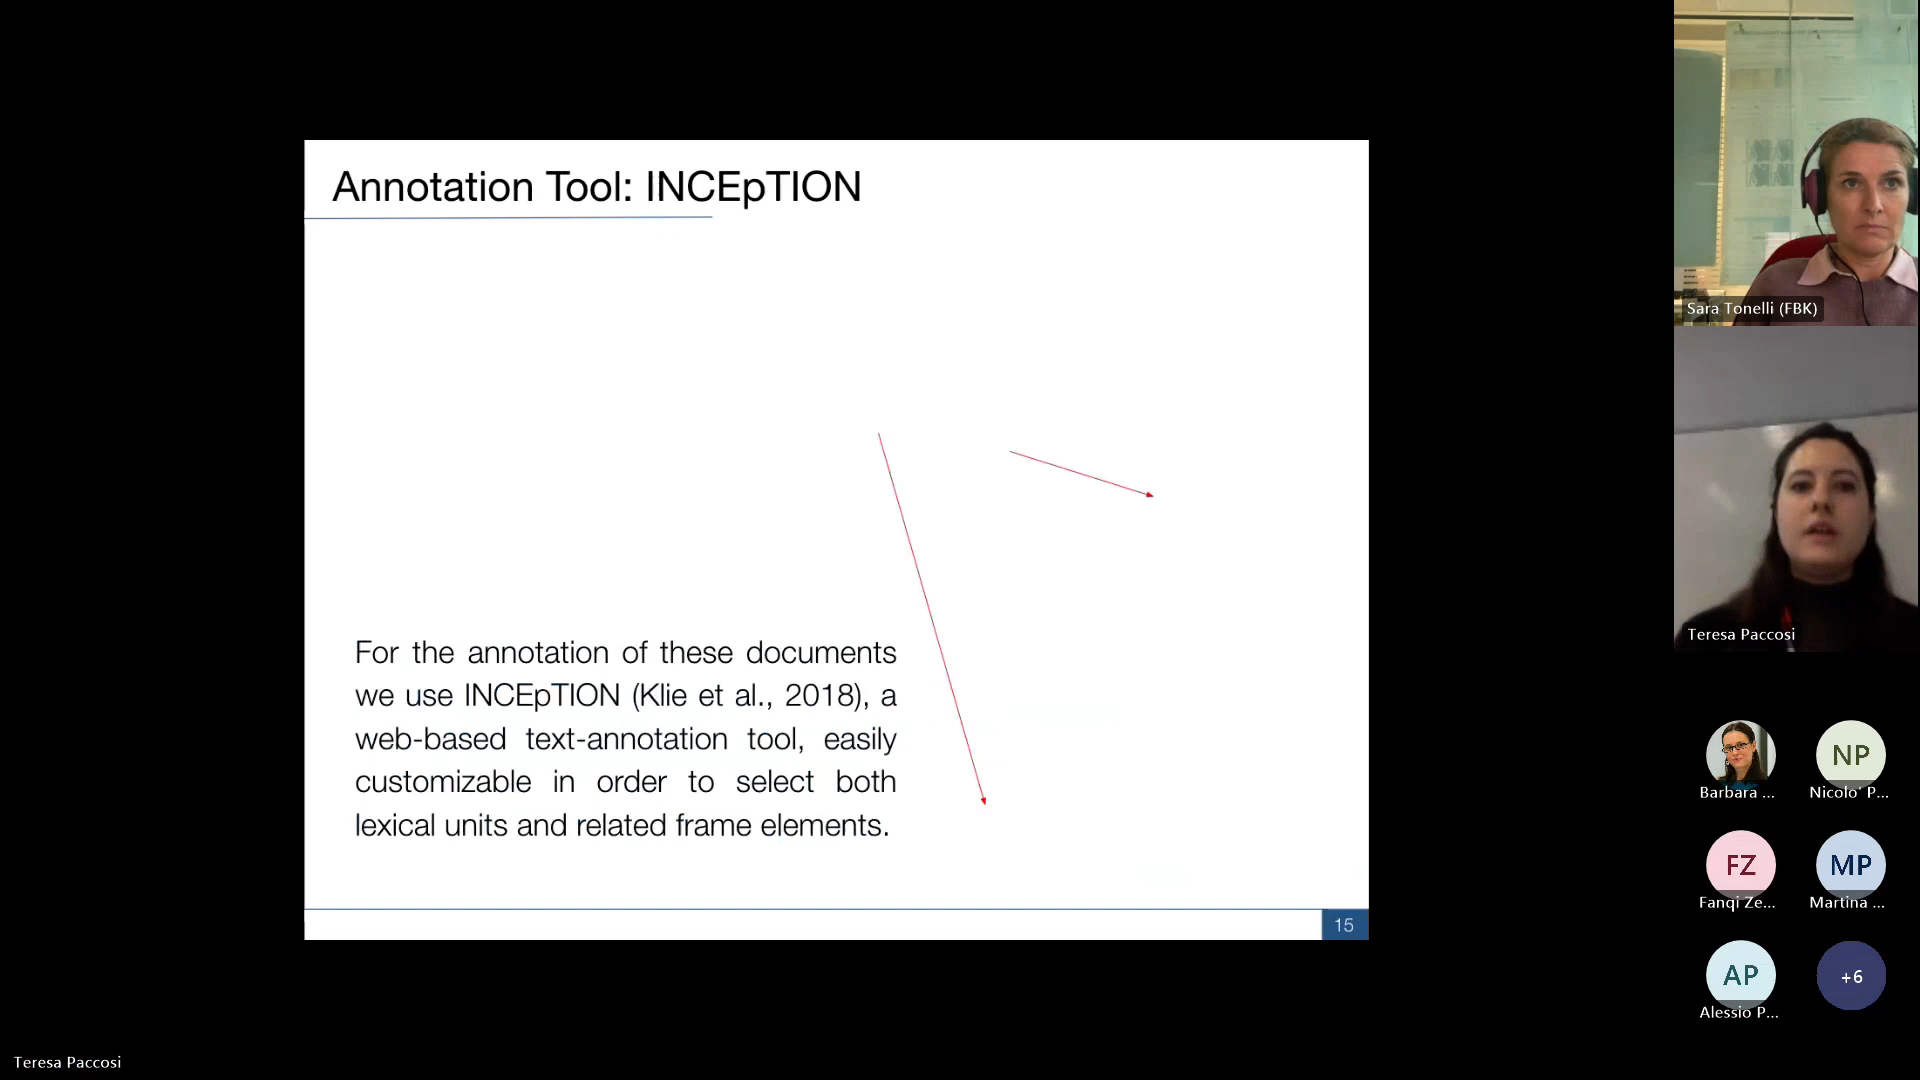 Annotation Tool: INCEpTION
For the annotation of these documents
we use INCEpTION (Klie et al., 2018), a
web-based text-annotation tool, easily
customizable in order to select both
lexical units and related frame elements.
15
Sara Tonelli (FBK)
Teresa Paccosi
Barbara ...
NP
Nicolo' P...
FZ
Fanqi Ze...
MP
Martina ...
AP
Alessio P...
+6
Teresa Paccosi